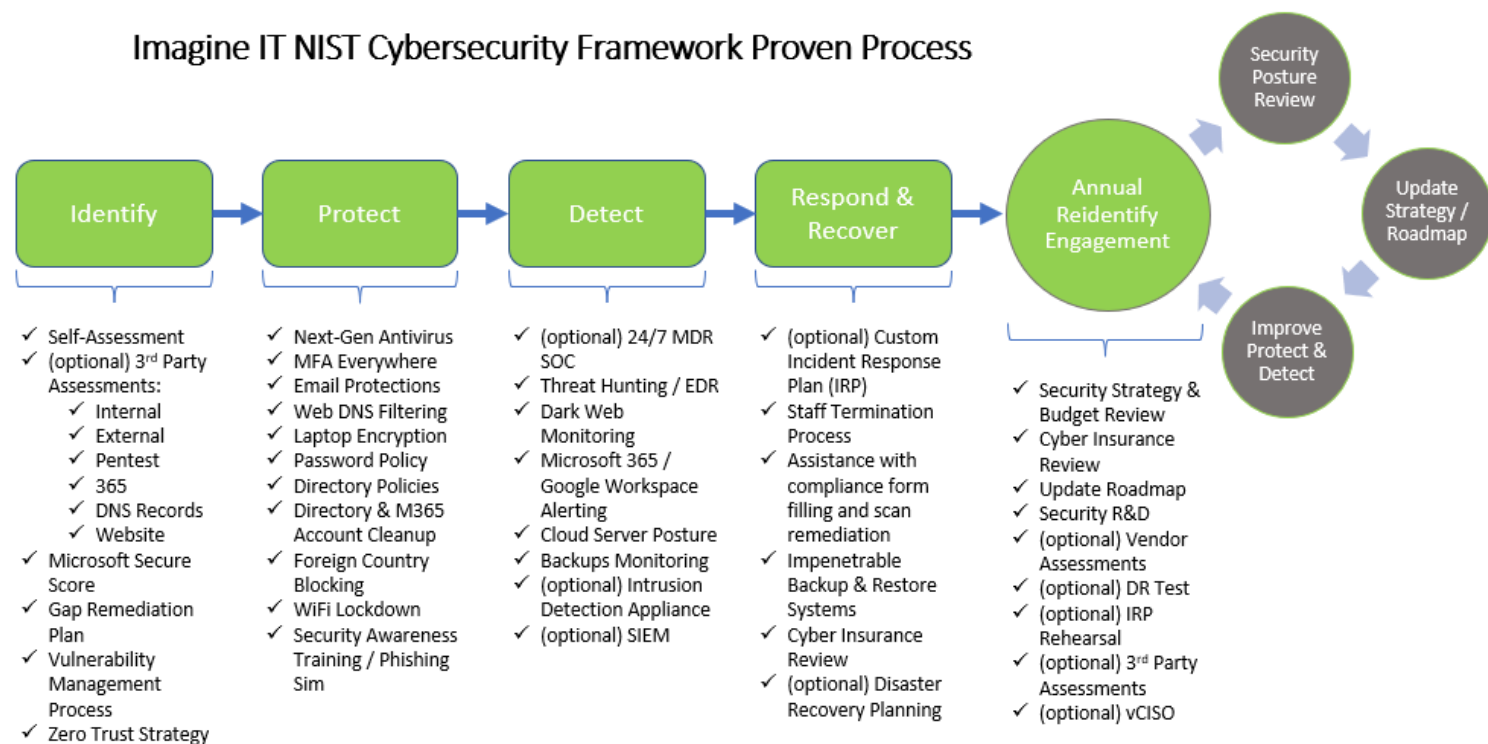 Imagine IT NIST Cybersecurity Framework Proven Process
Identify
Protect
Detect
Respond &
Recover
Annual
Reidentify
Engagement
Security
Posture
Review
Update
Strategy /
Roadmap
Improve
Protect &
Detect
✓ Self-Assessment
✓ (optional) 3rd Party
Assessments:
✓ Internal
✓ External
✓ Pentest
✓ 365
✓ DNS Records
✓ Website
✓ Microsoft Secure
Score
✓ Gap Remediation
Plan
✓ Vulnerability
Management
Process
✓ Zero Trust Strategy
✓ Next-Gen Antivirus
✓ MFA Everywhere
✓ Email Protections
✓ Web DNS Filtering
✓ Laptop Encryption
✓ Password Policy
✓ Directory Policies
✓ Directory & M365
Account Cleanup
✓ Foreign Country
Blocking
✓ WiFi Lockdown
✓ Security Awareness
Training / Phishing
Sim
✓ (optional) 24/7 MDR
SOC
✓ Threat Hunting / EDR
✓ Dark Web
Monitoring
✓ Microsoft 365 /
Google Workspace
Alerting
✓ Cloud Server Posture
✓ Backups Monitoring
✓ (optional) Intrusion
Detection Appliance
✓ (optional) SIEM
✓ (optional) Custom
Incident Response
Plan (IRP)
✓ Staff Termination
Process
✓ Assistance with
compliance form
filling and scan
remediation
✓ Impenetrable
Backup & Restore
Systems
✓ Cyber Insurance
Review
✓ (optional) Disaster
Recovery Planning
✓ Security Strategy &
Budget Review
✓ Cyber Insurance
Review
✓ Update Roadmap
✓ Security R&D
✓ (optional) Vendor
Assessments
✓ (optional) DR Test
✓ (optional) IRP
Rehearsal
✓ (optional) 3rd Party
Assessments
✓ (optional) vCISO